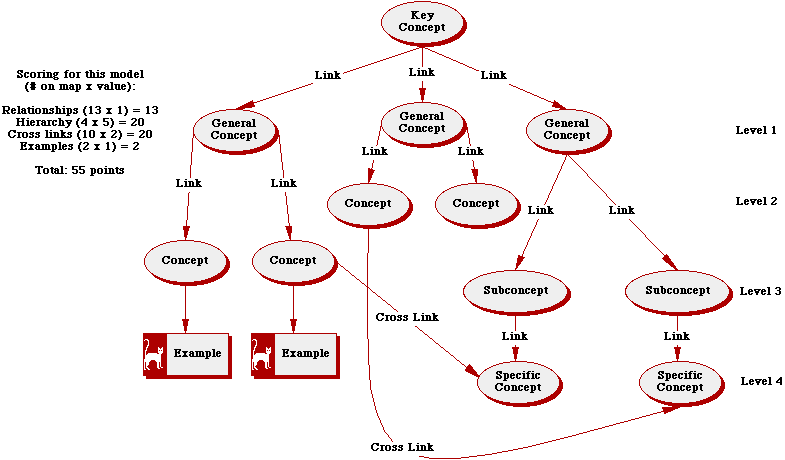 Key
Concept
Scoring for this model
(# on map x value):
Relationships (13 x 1) = 13
Hierarchy (4 x 5) = 20
Cross links (10 x 2) = 20
Examples (2 x 1) = 2
Total: 55 points
Link
Link
Link
General
Concept
General
Concept
General
Concept
Level 1
Link
Link
Link
Link
Concept
Concept
Level 2
Link
Link
Concept
Concept
Subconcept
Subconcept
Level 3
Cross Link
Link
Link
Example
Example
Specific
Concept
Specific
Concept
Level 4
Cross Link